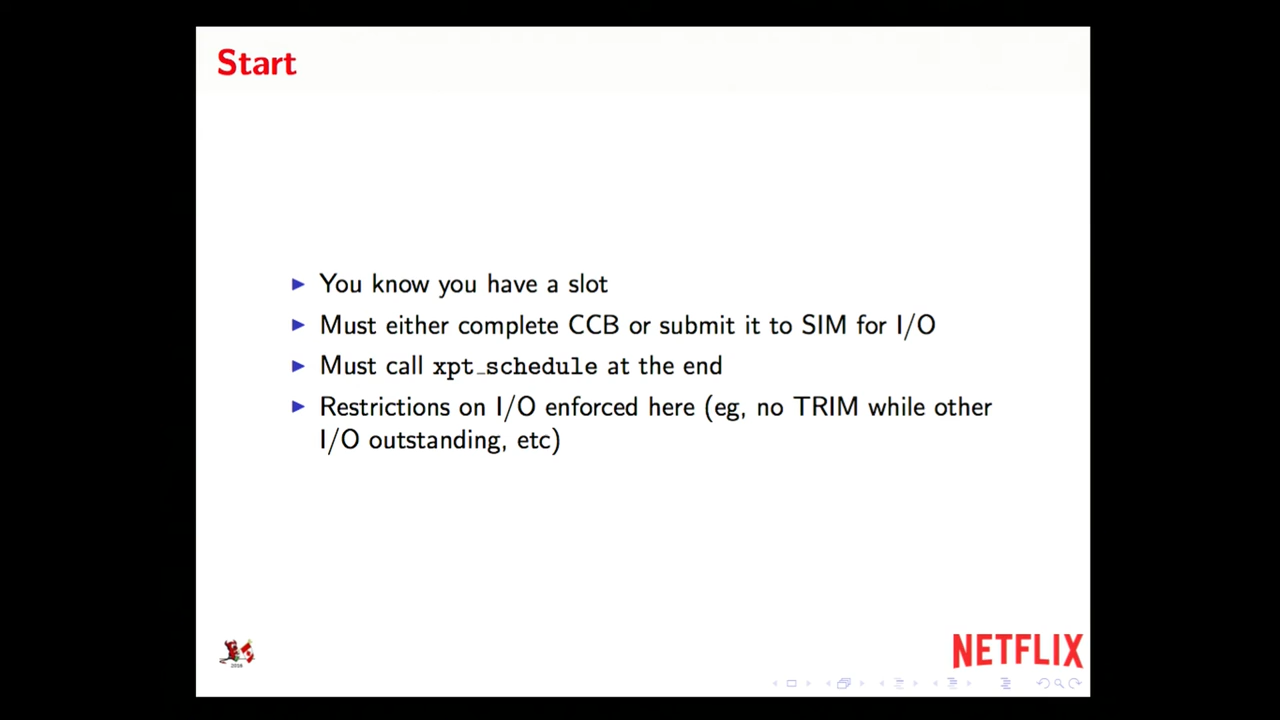 Start
You know you have a slot
Must either complete CCB or submit it to SIM for I/O
Must call xpt_schedule at the end
Restrictions on I/O enforced here (eg, no TRIM while other
I/O outstanding, etc)
2016
NETFLIX